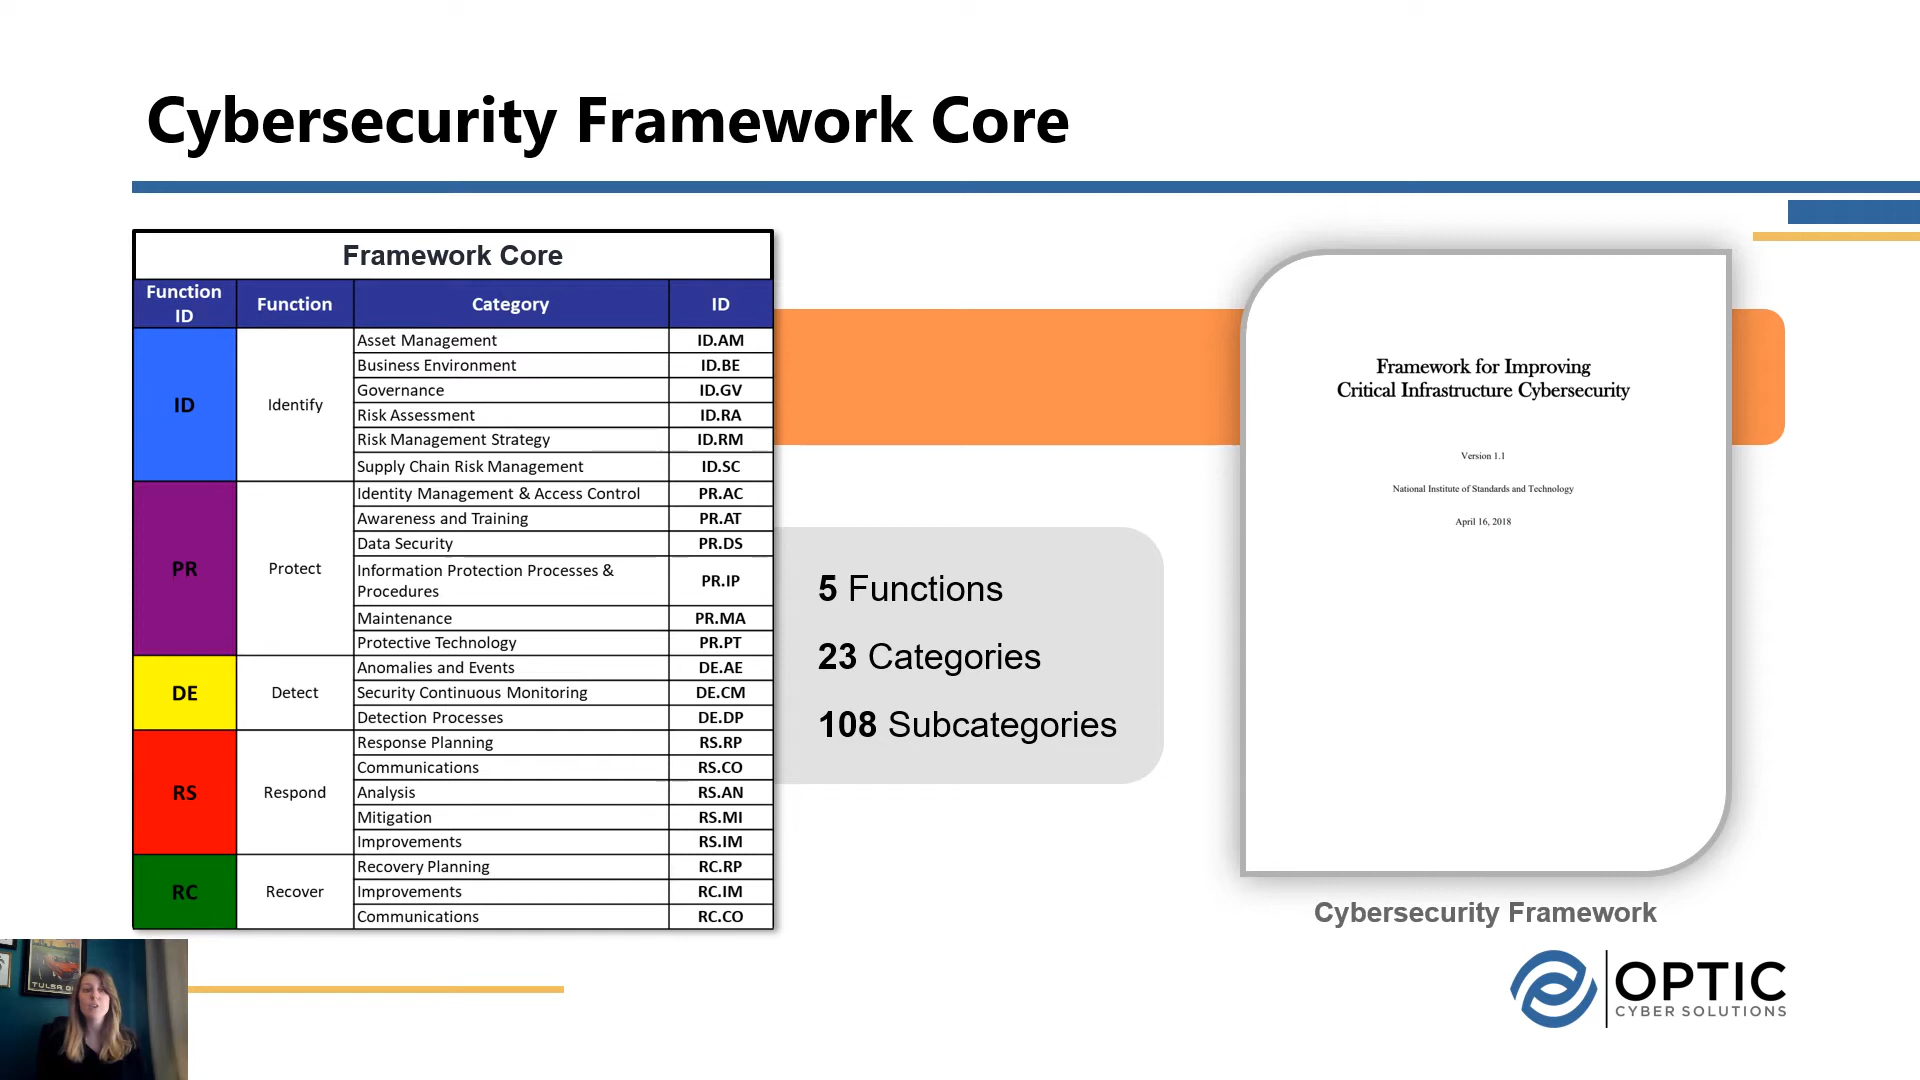 Cybersecurity Framework Core
Framework Core
Function ID
Function
Category
ID
ID
Identify
Asset Management ID.AM
Business Environment ID.BE
Governance ID.GV
Risk Assessment ID.RA
Risk Management Strategy ID.RM
Supply Chain Risk Management ID.SC
PR
Protect
Identity Management & Access Control PR.AC
Awareness and Training PR.AT
Data Security PR.DS
Information Protection Processes &
Procedures
PR.IP
Maintenance PR.MA
Protective Technology PR.PT
DE
Detect
Anomalies and Events DE.AE
Security Continuous Monitoring DE.CM
Detection Processes DE.DP
RS
Respond
Response Planning RS.RP
Communications RS.CO
Analysis RS.AN
Mitigation RS.MI
Improvements RS.IM
RC
Recover
Recovery Planning RC.RP
Improvements RC.IM
Communications RC.CO
5 Functions
23 Categories
108 Subcategories
Framework for Improving
Critical Infrastructure Cybersecurity
Version 1.1
National Institute of Standards and Technology
April 16, 2018
Cybersecurity Framework
OPTIC
CYBER SOLUTIONS
TULSA